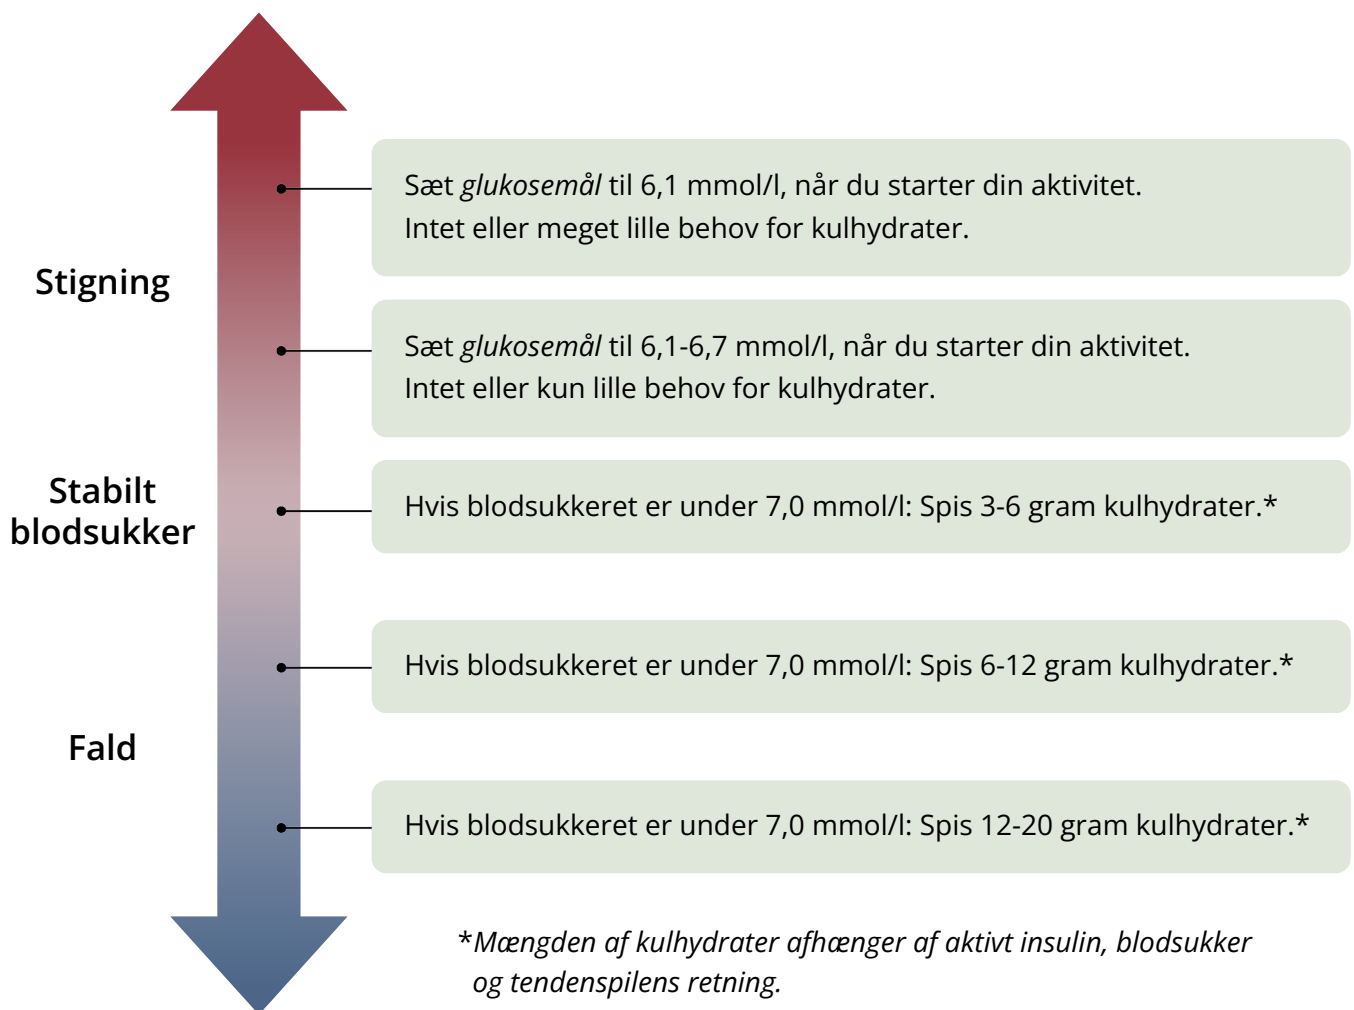 Sæt glukosemål til 6,1 mmol/l, når du starter din aktivitet.
Intet eller meget lille behov for kulhydrater.
Stigning
Sæt glukosemål til 6,1-6,7 mmol/l, når du starter din aktivitet.
Intet eller kun lille behov for kulhydrater.
Stabilt
blodsukker
Hvis blodsukkeret er under 7,0 mmol/l: Spis 3-6 gram kulhydrater.*
Hvis blodsukkeret er under 7,0 mmol/l: Spis 6-12 gram kulhydrater.*
Fald
Hvis blodsukkeret er under 7,0 mmol/l: Spis 12-20 gram kulhydrater.*
*Mængden af kulhydrater afhænger af aktivt insulin, blodsukker
og tendenspilens retning.